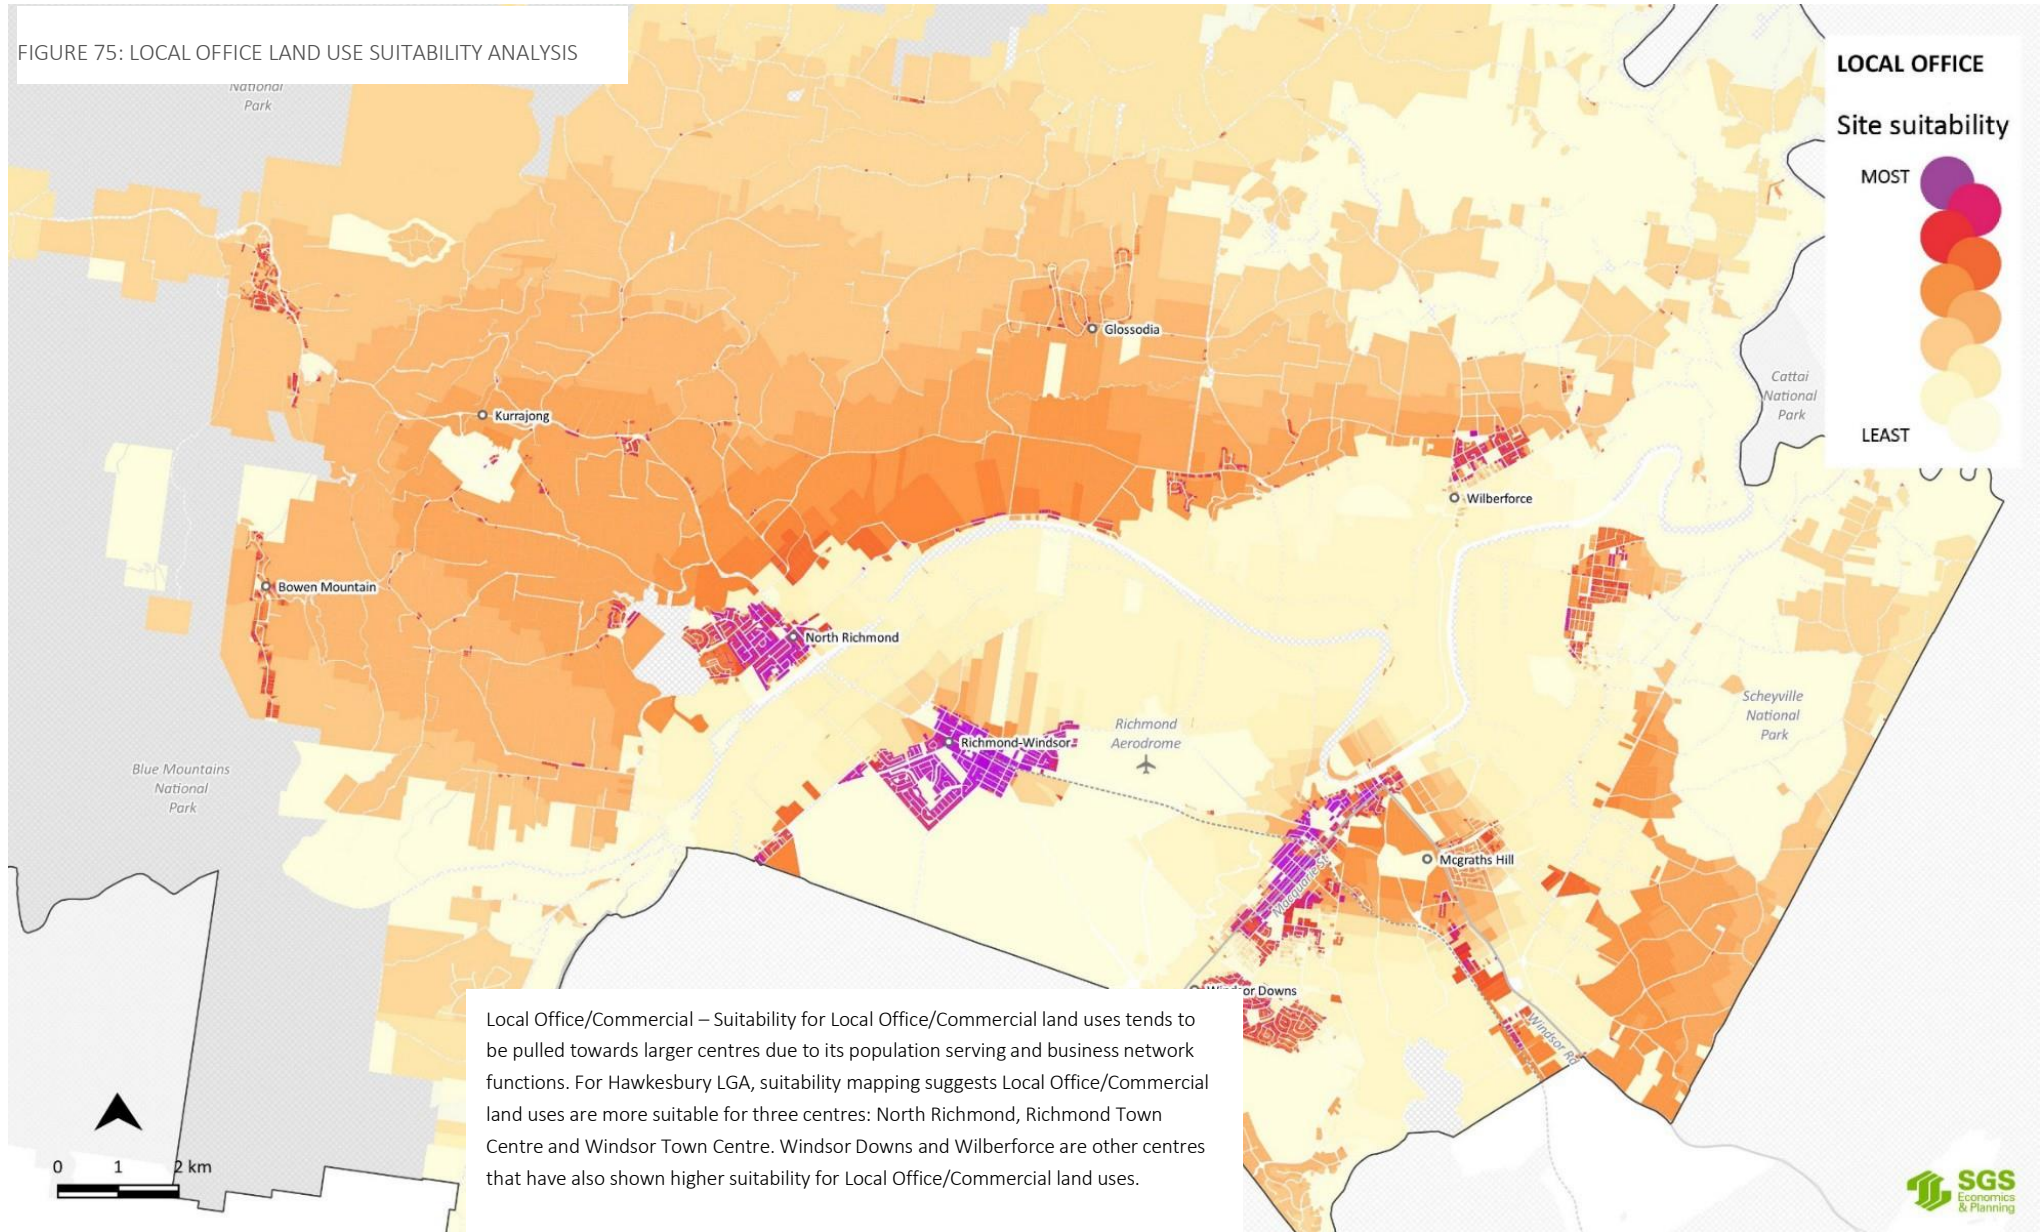 FIGURE 75: LOCAL OFFICE LAND USE SUITABILITY ANALYSIS
National
Park
LOCAL OFFICE
Site suitability
MOST
LEAST
Glossodia
Cattai
National
Park
Kurrajong
Wilberforce
Bowen Mountain
North Richmond
Scheyville
National
Park
Richmond
Aerodrome
Richmond-Windsor
Blue Mountains
National
Park
Mcgraths Hill
Macquarie St
Windsor Downs
Windsor Rd
Local Office/Commercial – Suitability for Local Office/Commercial land uses tends to
be pulled towards larger centres due to its population serving and business network
functions. For Hawkesbury LGA, suitability mapping suggests Local Office/Commercial
land uses are more suitable for three centres: North Richmond, Richmond Town
Centre and Windsor Town Centre. Windsor Downs and Wilberforce are other centres
that have also shown higher suitability for Local Office/Commercial land uses.
0 1 2 km
SGS
Economics
& Planning